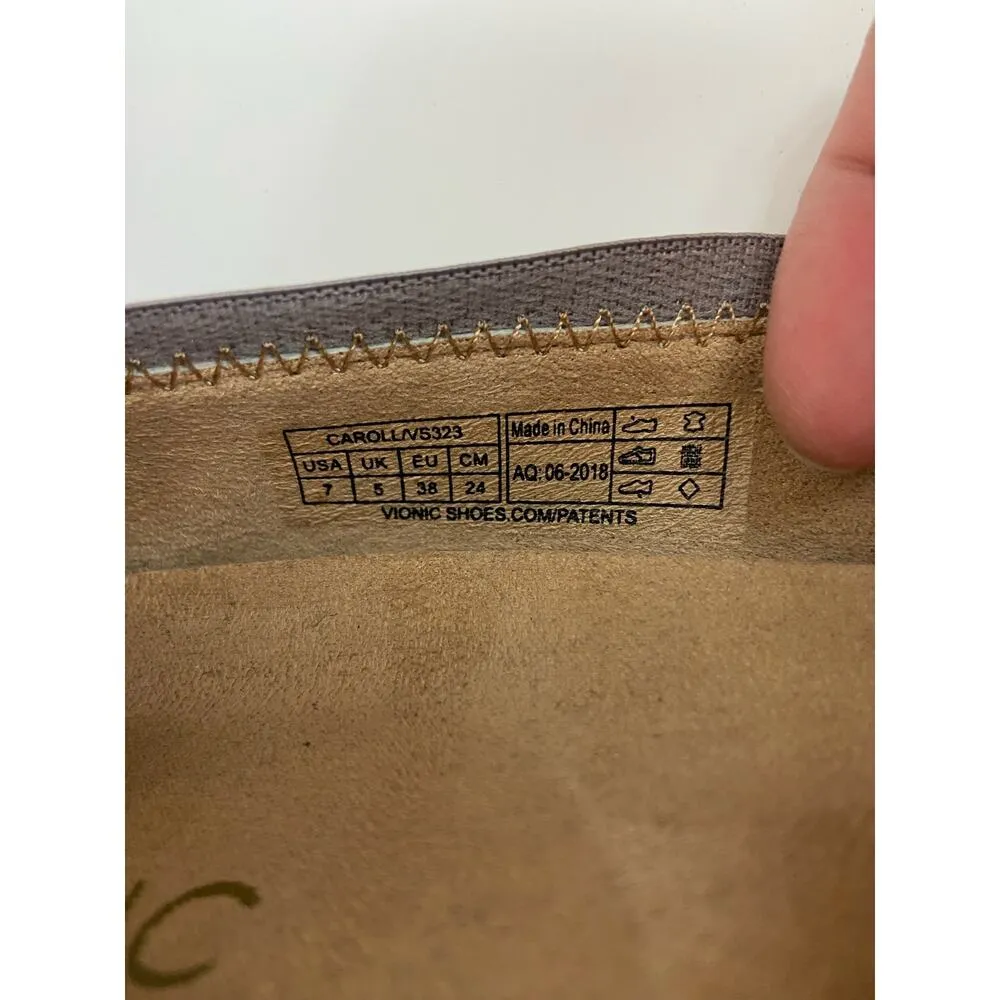 CAROLL/VS323
USA UK EU CM
7 5 38 24
Made in China
AQ: 06-2018
VIONIC SHOES.COM/PATENTS
IC